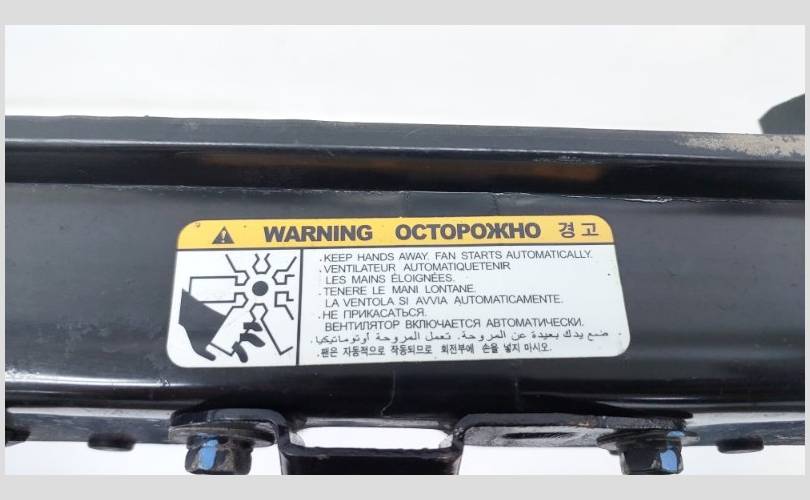 WARNING ОСТОРОЖНО 경고
.KEEP HANDS AWAY. FAN STARTS AUTOMATICALLY.
.VENTILATEUR AUTOMATIQUETENIR
LES MAINS ÉLOIGNÉES.
.TENERE LE MANI LONTANE.
LA VENTOLA SI AVVIA AUTOMATICAMENTE.
.НЕ ПРИКАСАТЬСЯ.
ВЕНТИЛЯТОР ВКЛЮЧАЕТСЯ АВТОМАТИЧЕСКИ.
.ضع يدك بعيدة عن المروحة. تعمل المروحة أوتوماتيكيا
.팬은 자동적으로 작동되므로 회전부에 손을 넣지 마시오.